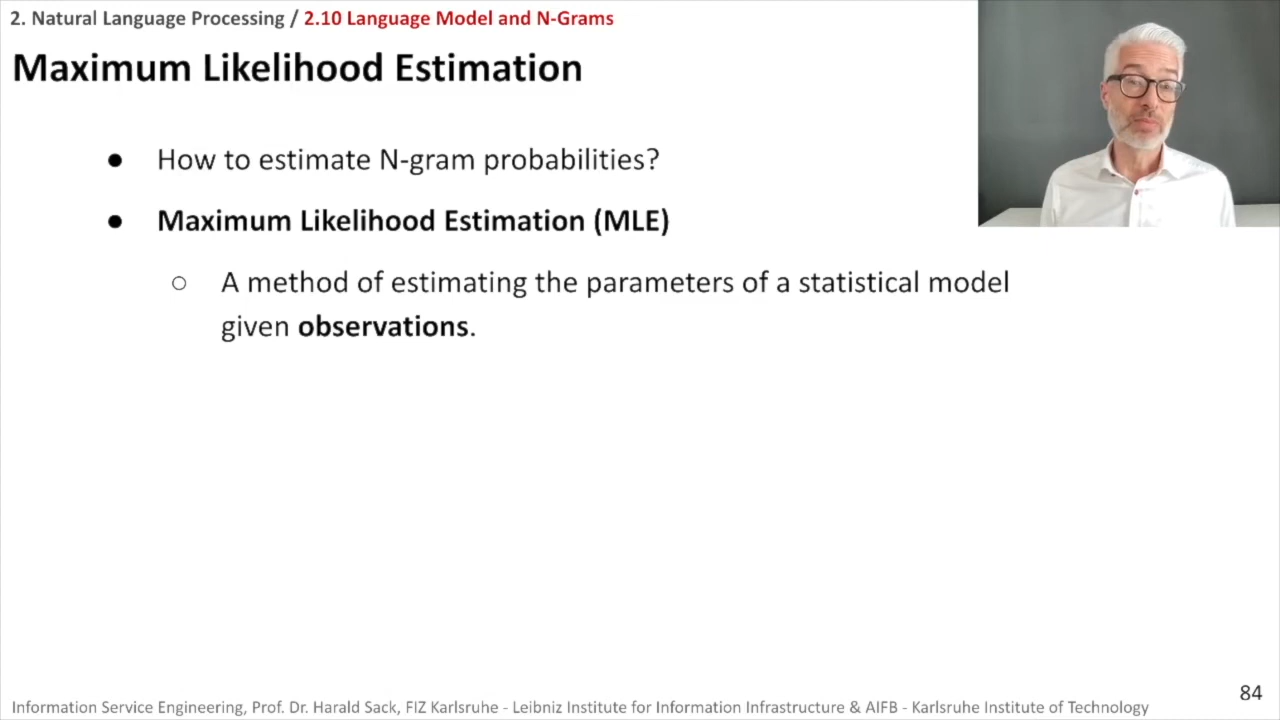 2. Natural Language Processing / 2.10 Language Model and N-Grams
Maximum Likelihood Estimation
● How to estimate N-gram probabilities?
● Maximum Likelihood Estimation (MLE)
○ A method of estimating the parameters of a statistical model
given observations.
84
Information Service Engineering, Prof. Dr. Harald Sack, FIZ Karlsruhe - Leibniz Institute for Information Infrastructure & AIFB - Karlsruhe Institute of Technology